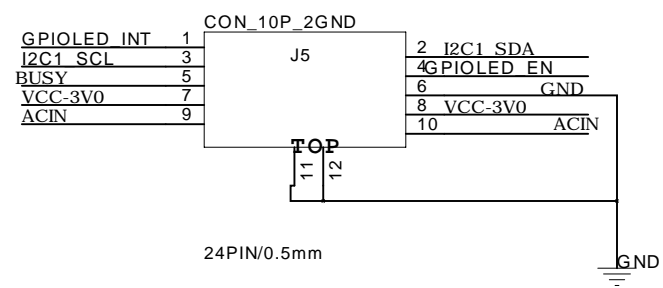 CON_10P_2GND
J5
GPIOLED_INT 1
I2C1_SCL 3
BUSY 5
VCC-3V0 7
ACIN 9
2 I2C1_SDA
4 GPIOLED_EN
6 GND
8 VCC-3V0
10 ACIN
TOP
11
12
24PIN/0.5mm
GND